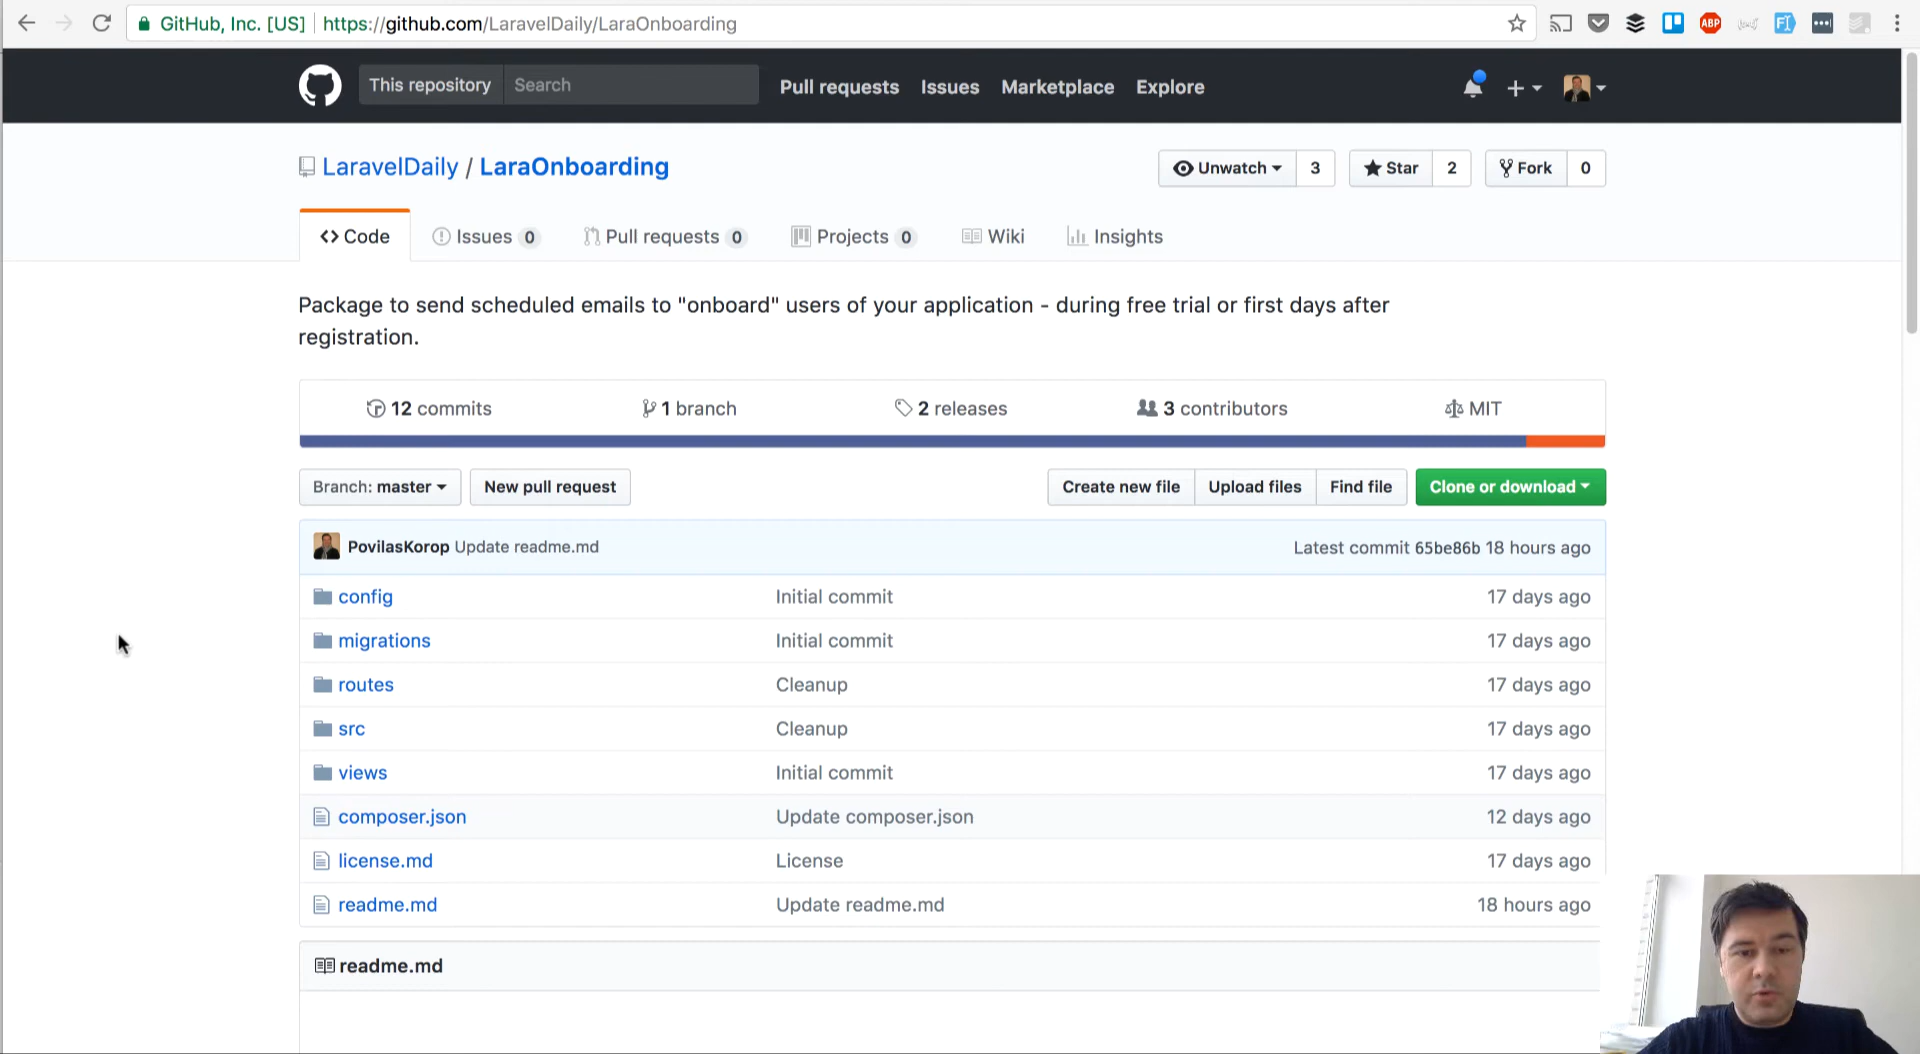 GitHub, Inc. [US] https://github.com/LaravelDaily/LaraOnboarding
ABP
This repository Search Pull requests Issues Marketplace Explore
LaravelDaily / LaraOnboarding
Unwatch 3 Star 2 Fork 0
Code Issues 0 Pull requests 0 Projects 0 Wiki Insights
Package to send scheduled emails to "onboard" users of your application - during free trial or first days after
registration.
12 commits 1 branch 2 releases 3 contributors MIT
Branch: master New pull request Create new file Upload files Find file Clone or download
PovilasKorop Update readme.md Latest commit 65be86b 18 hours ago
config Initial commit 17 days ago
migrations Initial commit 17 days ago
routes Cleanup 17 days ago
src Cleanup 17 days ago
views Initial commit 17 days ago
composer.json Update composer.json 12 days ago
license.md License 17 days ago
readme.md Update readme.md 18 hours ago
readme.md